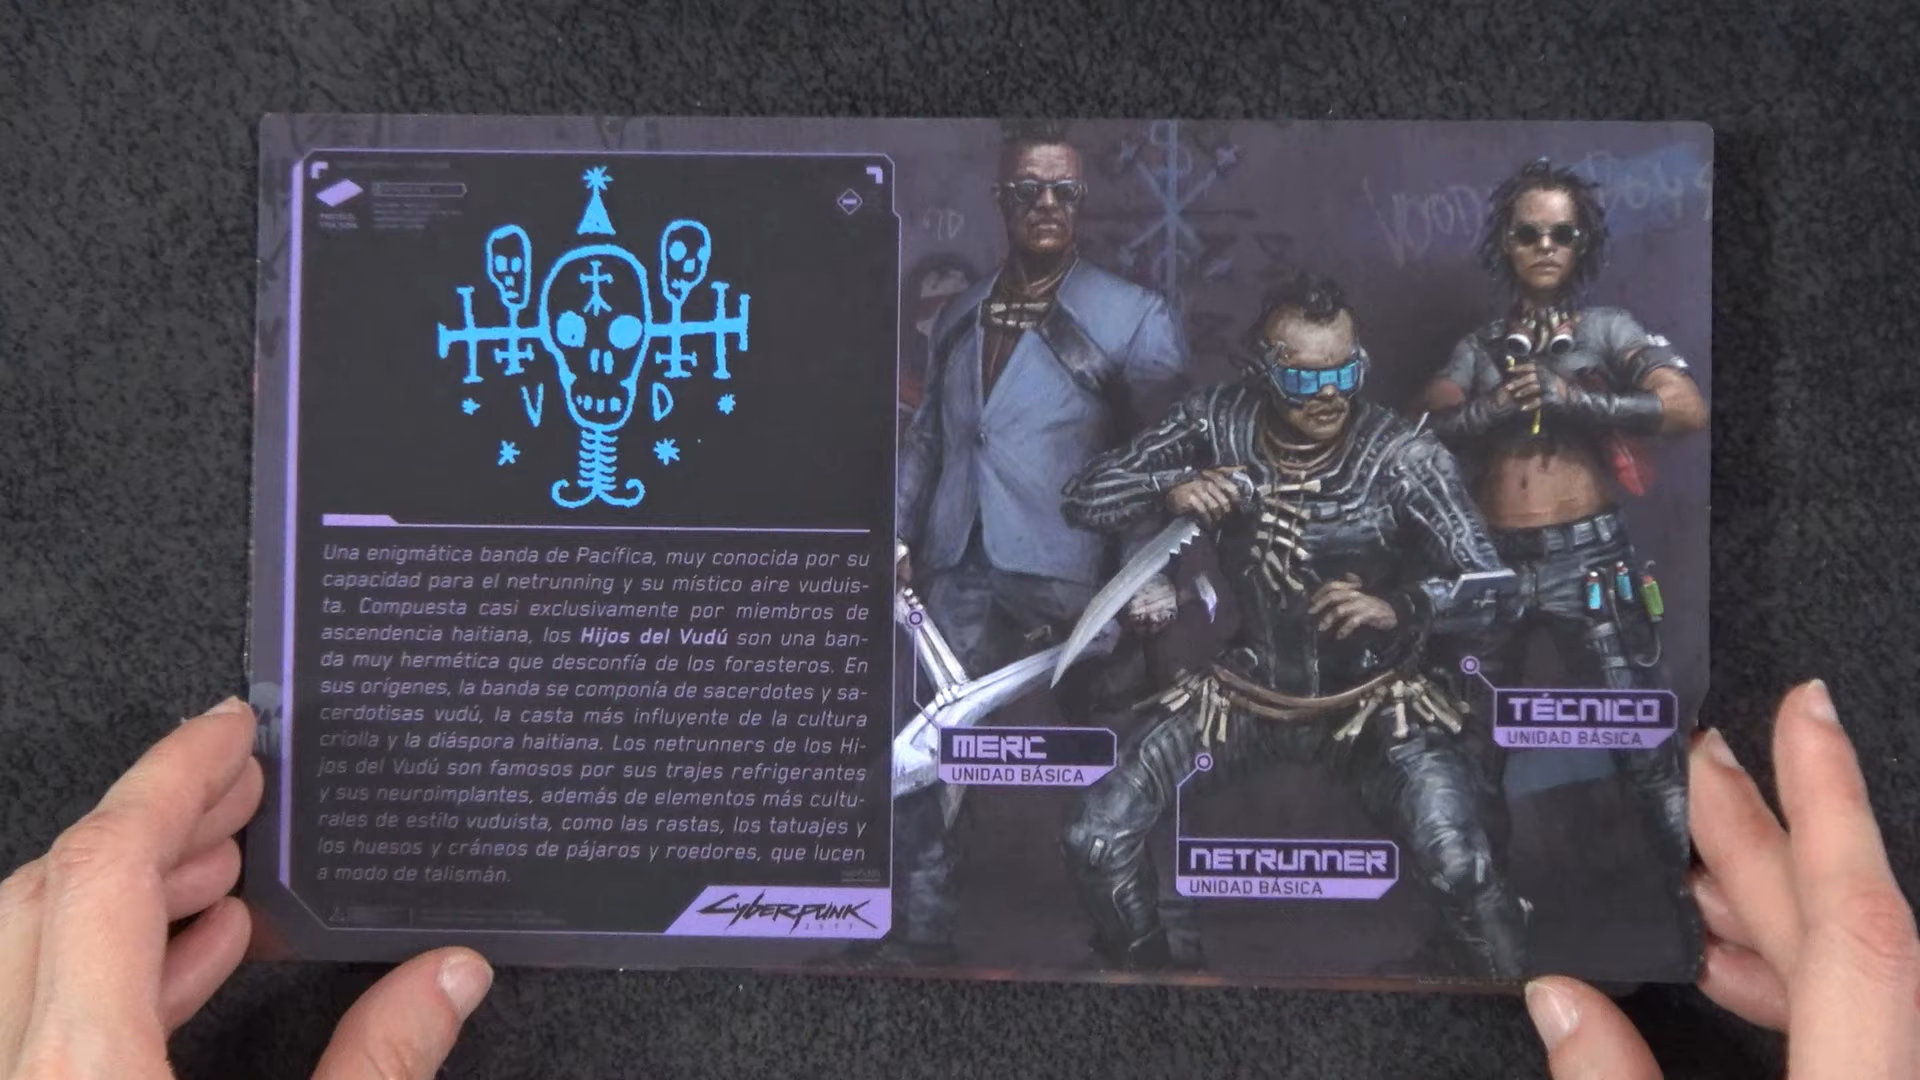 V D
Una enigmática banda de Pacífica, muy conocida por su
capacidad para el netrunning y su místico aire vuduis-
ta. Compuesta casi exclusivamente por miembros de
ascendencia haitiana, los Hijos del Vudú son una ban-
da muy hermética que desconfía de los forasteros. En
sus orígenes, la banda se componía de sacerdotes y sa-
cerdotisas vudú, la casta más influyente de la cultura
criolla y la diáspora haitiana. Los netrunners de los Hi-
jos del Vudú son famosos por sus trajes refrigerantes
y sus neuroimplantes, además de elementos más cultu-
rales de estilo vuduista, como las rastas, los tatuajes y
los huesos y cráneos de pájaros y roedores, que lucen
a modo de talismán.
Cyberpunk
2077
MERC
UNIDAD BÁSICA
NETRUNNER
UNIDAD BÁSICA
TÉCNICO
UNIDAD BÁSICA